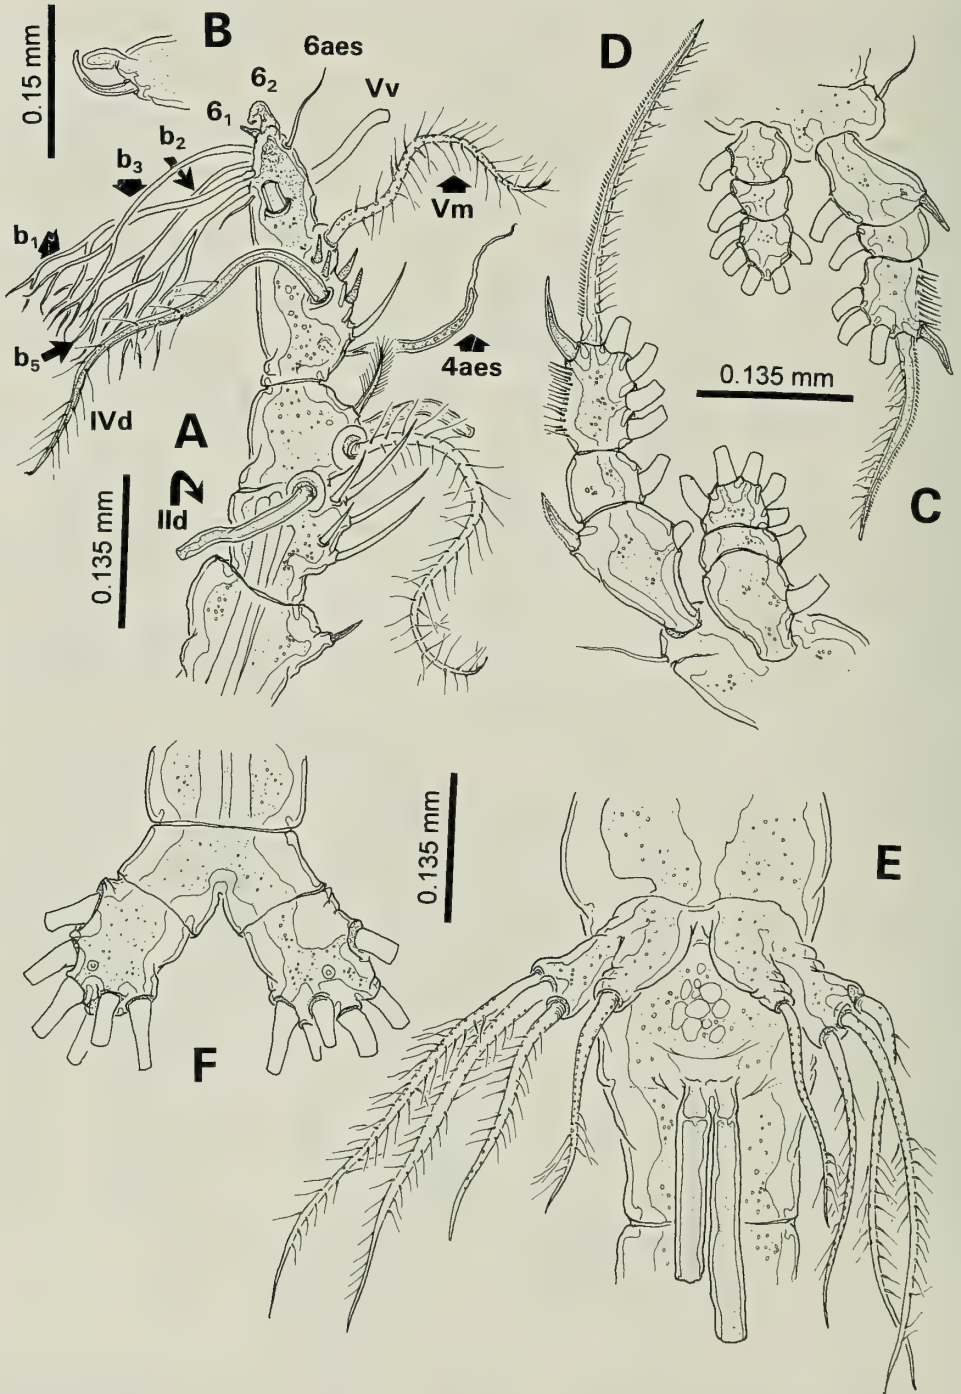 0.15 mm
B
6aes
D
6₂
6₁
Vv
b₂
b₃
Vm
b₁
b₅
4aes
0.135 mm
IVd
A
IId
C
0.135 mm
0.135 mm
E
F